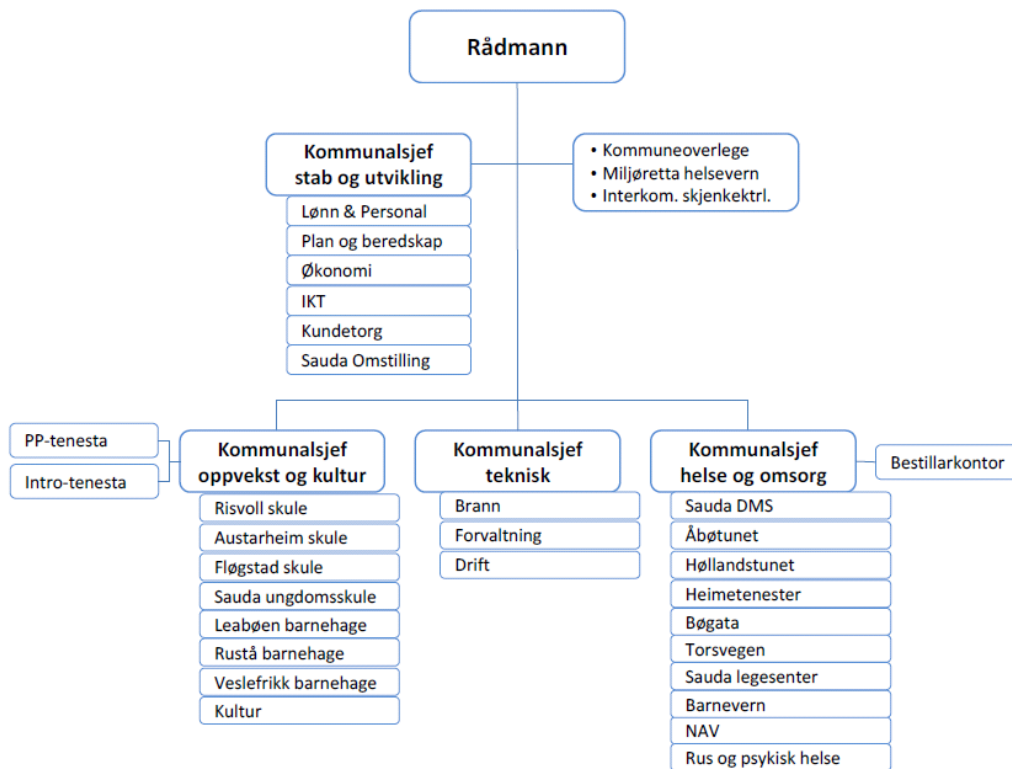 Rådmann
Kommunalsjef
stab og utvikling
• Kommuneoverlege
• Miljøretta helsevern
• Interkom. skjenkektrl.
Lønn & Personal
Plan og beredskap
Økonomi
IKT
Kundetorg
Sauda Omstilling
PP-tenesta
Intro-tenesta
Kommunalsjef
oppvekst og kultur
Risvoll skule
Austarheim skule
Fløgstad skule
Sauda ungdomsskule
Leabøen barnehage
Rustå barnehage
Veslefrikk barnehage
Kultur
Kommunalsjef
teknisk
Brann
Forvaltning
Drift
Kommunalsjef
helse og omsorg
Bestillarkontor
Sauda DMS
Åbøtunet
Høllandstunet
Heimetenester
Bøgata
Torsvegen
Sauda legesenter
Barnevern
NAV
Rus og psykisk helse